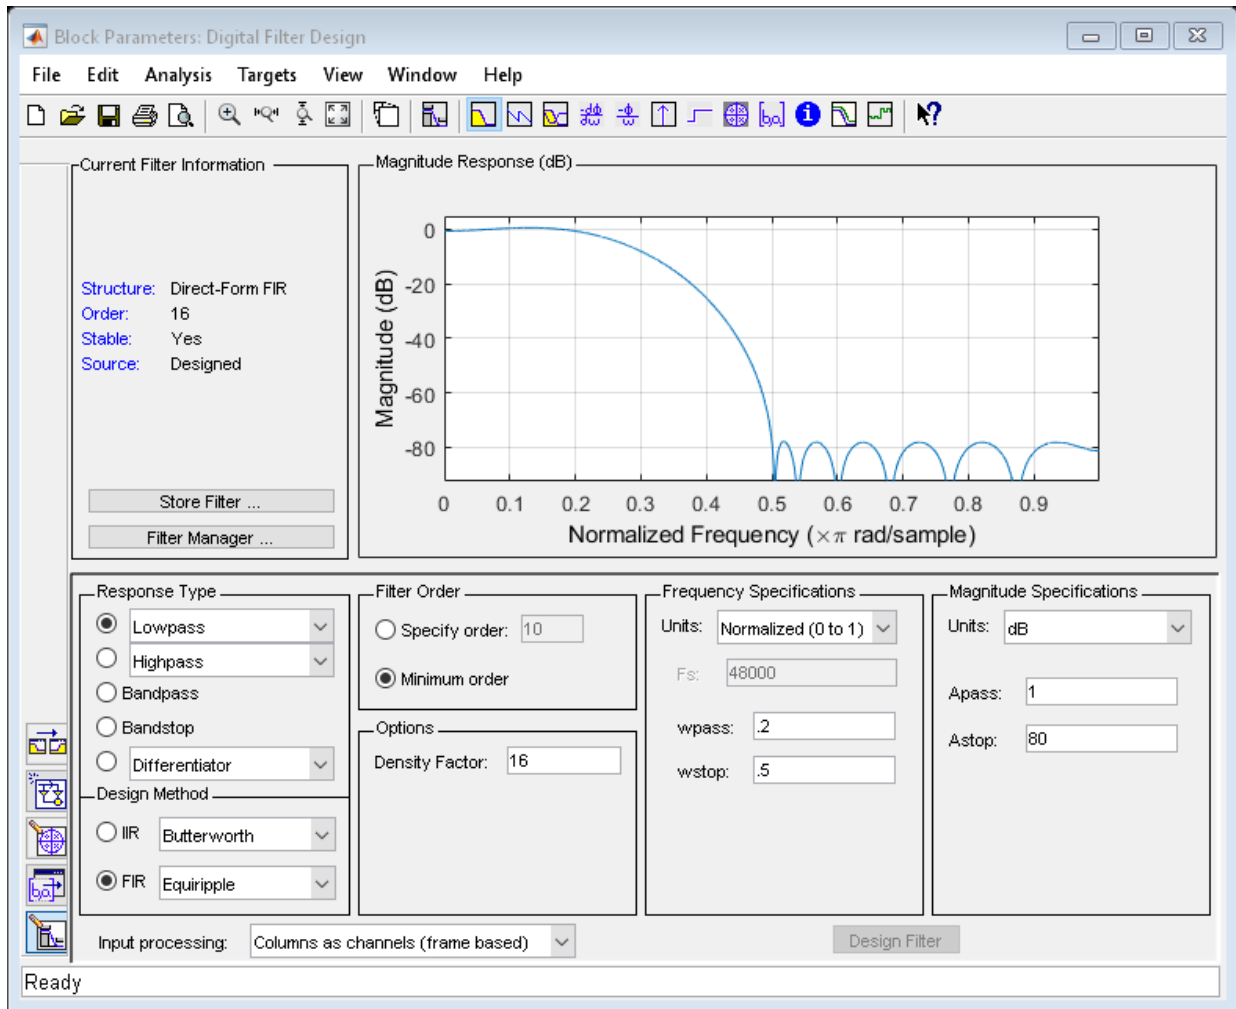 Block Parameters: Digital Filter Design
File Edit Analysis Targets View Window Help
Current Filter Information
Structure: Direct-Form FIR
Order: 16
Stable: Yes
Source: Designed
Store Filter ...
Filter Manager ...
Magnitude Response (dB)
Magnitude (dB)
0
-20
-40
-60
-80
0 0.1 0.2 0.3 0.4 0.5 0.6 0.7 0.8 0.9
Normalized Frequency (×π rad/sample)
Response Type
Lowpass
Highpass
Bandpass
Bandstop
Differentiator
Design Method
IIR Butterworth
FIR Equiripple
Filter Order
Specify order: 10
Minimum order
Options
Density Factor: 16
Frequency Specifications
Units: Normalized (0 to 1)
Fs: 48000
wpass: .2
wstop: .5
Magnitude Specifications
Units: dB
Apass: 1
Astop: 80
Input processing: Columns as channels (frame based)
Design Filter
Ready